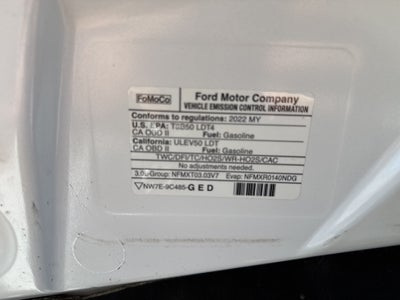 FoMoCo
Ford Motor Company
VEHICLE EMISSION CONTROL INFORMATION
Conforms to regulations: 2022 MY
U.S. EPA: T3B50 LDT4
CA OBD II Fuel: Gasoline
California: ULEV50 LDT
CA OBD II Fuel: Gasoline
TWC/DFI/TC/HO2S/WR-HO2S/CAC
No adjustments needed.
Group: NFMXT03.03V7 Evap: NFMXR0140NDG
NW7E-9C485-GED